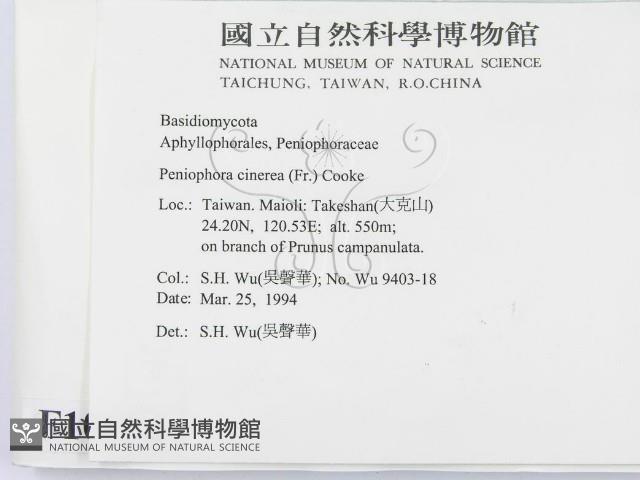 國立自然科學博物館
NATIONAL MUSEUM OF NATURAL SCIENCE
TAICHUNG, TAIWAN, R.O.CHINA
Basidiomycota
Aphyllophorales, Peniophoraceae
Peniophora cinerea (Fr.) Cooke
Loc.: Taiwan. Maioli: Takeshan(大克山)
24.20N, 120.53E; alt. 550m;
on branch of Prunus campanulata.
Col.: S.H. Wu(吳聲華); No. Wu 9403-18
Date: Mar. 25, 1994
Det.: S.H. Wu(吳聲華)
國立自然科學博物館
NATIONAL MUSEUM OF NATURAL SCIENCE